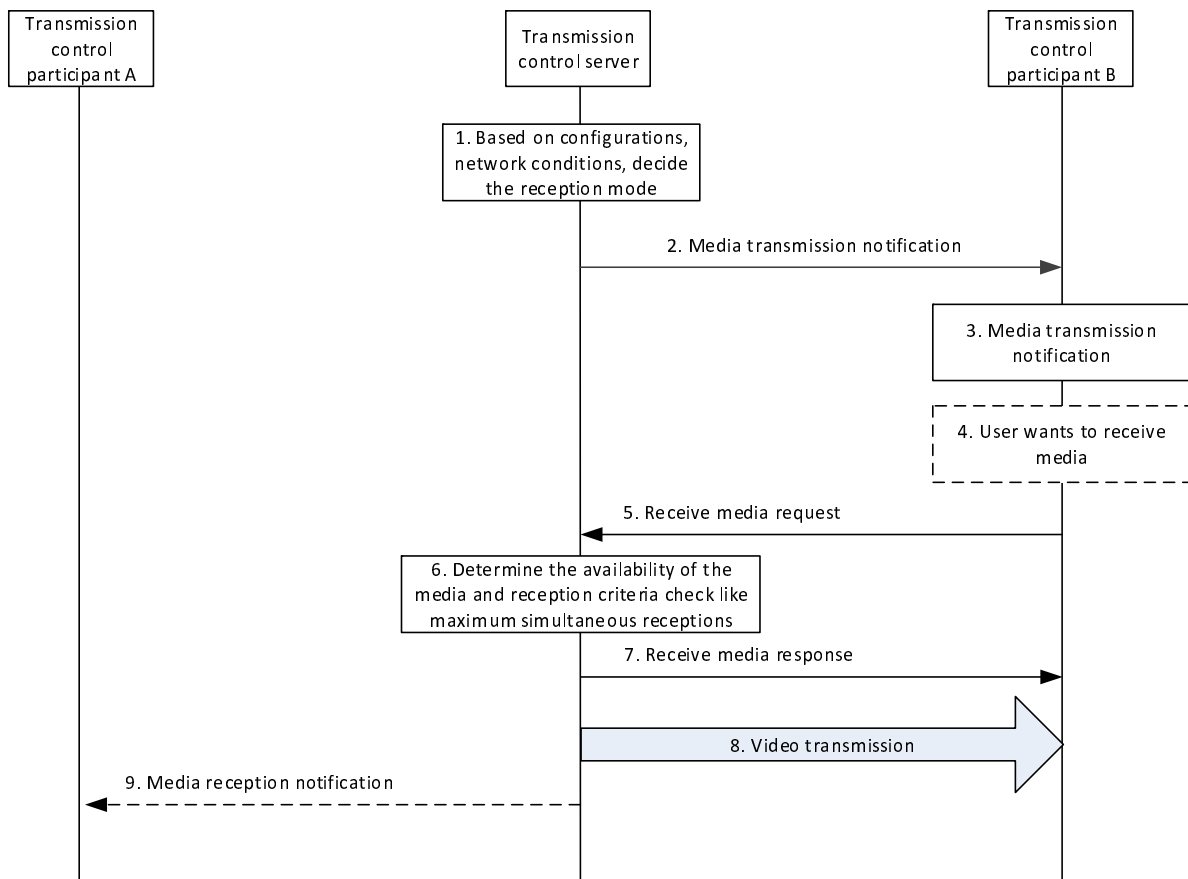 Transmission
control
participant A
Transmission
control server
Transmission
control
participant B
1. Based on configurations,
network conditions, decide
the reception mode
2. Media transmission notification
3. Media transmission
notification
4. User wants to receive
media
5. Receive media request
6. Determine the availability of the
media and reception criteria check like
maximum simultaneous receptions
7. Receive media response
8. Video transmission
9. Media reception notification